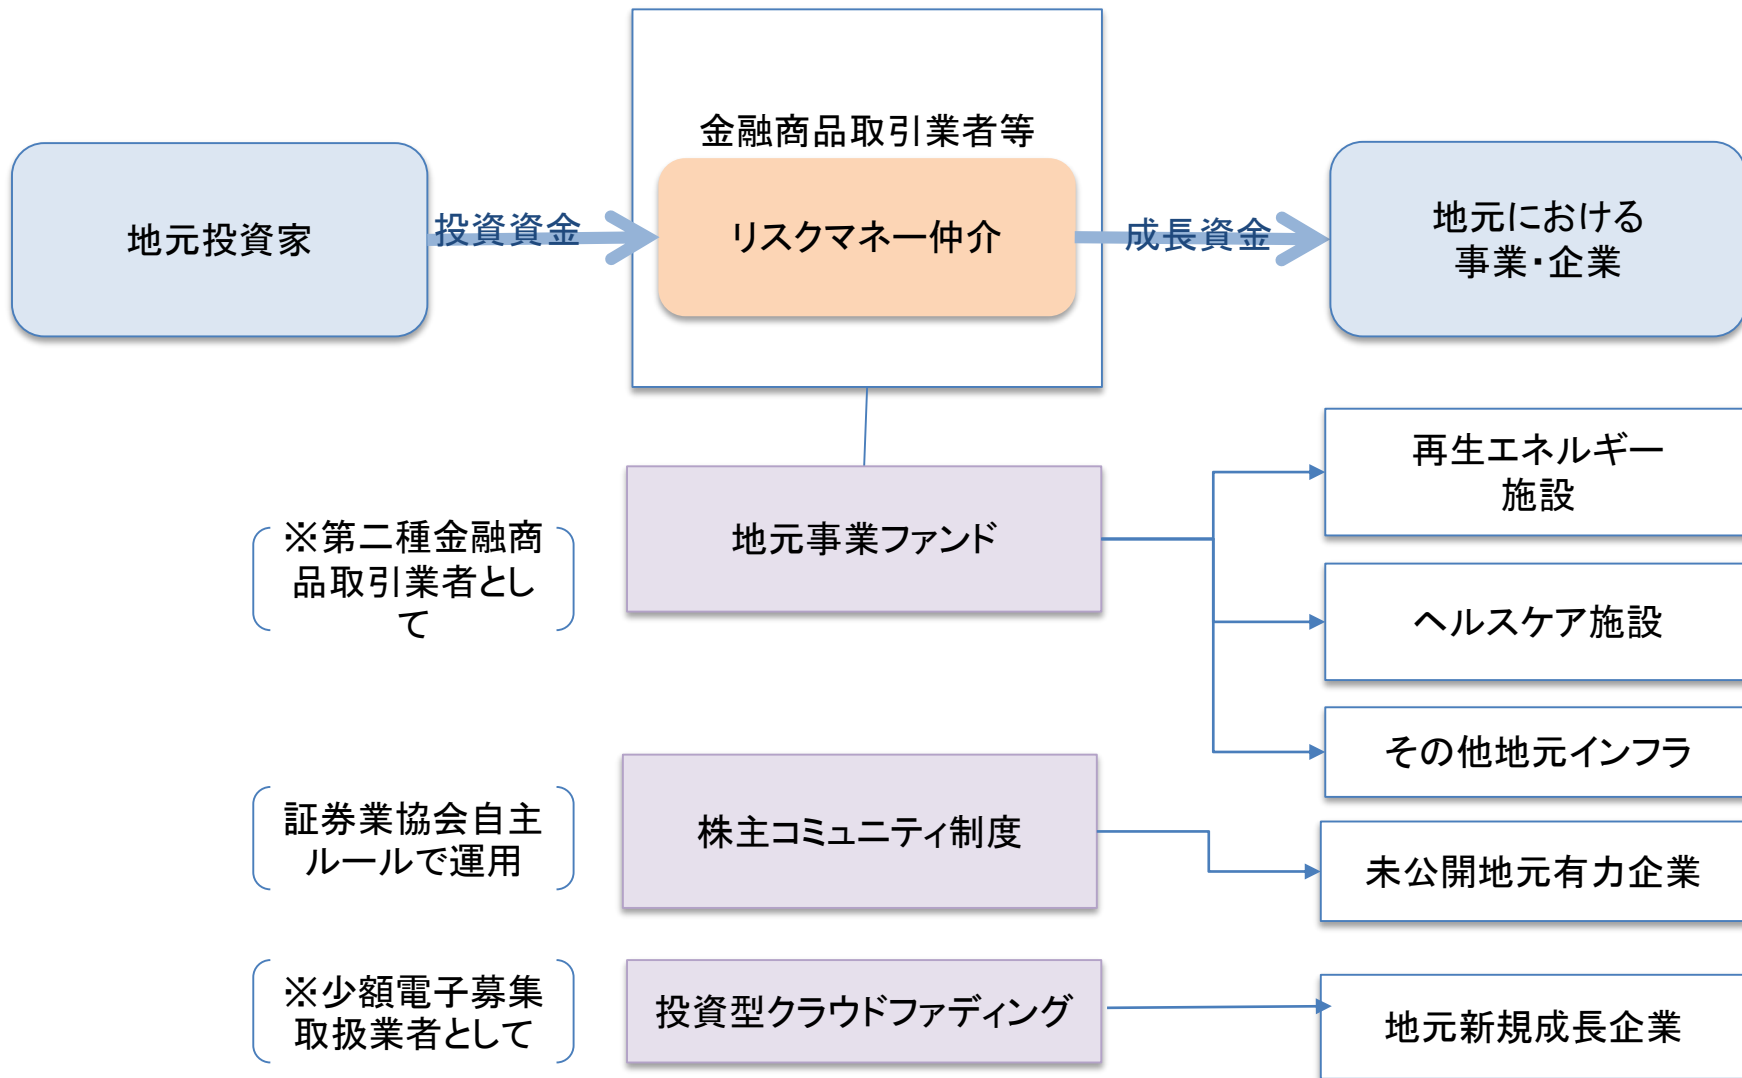 金融商品取引業者等
地元投資家
投資資金
リスクマネー仲介
成長資金
地元における
事業・企業
再生エネルギー
施設
※第二種金融商
品取引業者とし
て
地元事業ファンド
ヘルスケア施設
その他地元インフラ
証券業協会自主
ルールで運用
株主コミュニティ制度
未公開地元有力企業
※少額電子募集
取扱業者として
投資型クラウドファディング
地元新規成長企業